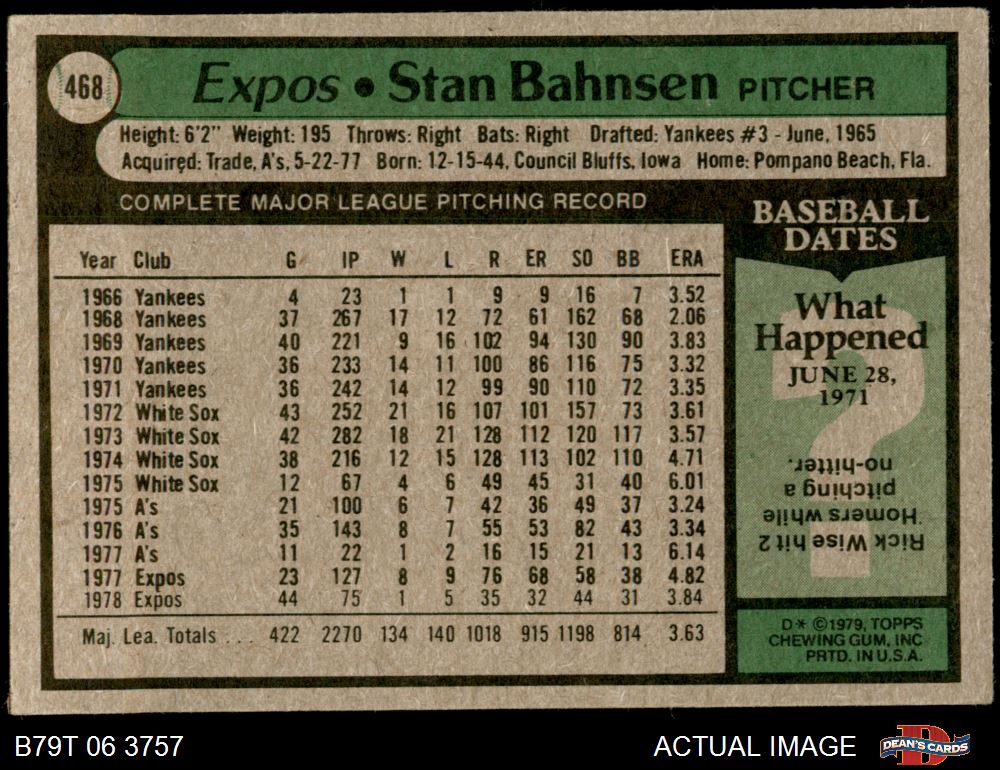 468
Expos • Stan Bahnsen PITCHER
Height: 6'2" Weight: 195 Throws: Right Bats: Right Drafted: Yankees #3 - June, 1965
Acquired: Trade, A's, 5-22-77 Born: 12-15-44, Council Bluffs, Iowa Home: Pompano Beach, Fla.
COMPLETE MAJOR LEAGUE PITCHING RECORD
Year Club G IP W L R ER SO BB ERA
1966 Yankees 4 23 1 1 9 9 16 7 3.52
1968 Yankees 37 267 17 12 72 61 162 68 2.06
1969 Yankees 40 221 9 16 102 94 130 90 3.83
1970 Yankees 36 233 14 11 100 86 116 75 3.32
1971 Yankees 36 242 14 12 99 90 110 72 3.35
1972 White Sox 43 252 21 16 107 101 157 73 3.61
1973 White Sox 42 282 18 21 128 112 120 117 3.57
1974 White Sox 38 216 12 15 128 113 102 110 4.71
1975 White Sox 12 67 4 6 49 45 31 40 6.01
1975 A's 21 100 6 7 42 36 49 37 3.24
1976 A's 35 143 8 7 55 53 82 43 3.34
1977 A's 11 22 1 2 16 15 21 13 6.14
1977 Expos 23 127 8 9 76 68 58 38 4.82
1978 Expos 44 75 1 5 35 32 44 31 3.84
Maj. Lea. Totals . . . 422 2270 134 140 1018 915 1198 814 3.63
BASEBALL
DATES
What
Happened
JUNE 28,
1971
?
Rick Wise hit 2
Homers while
pitching a
no-hitter.
D* ©1979, TOPPS
CHEWING GUM, INC
PRTD. IN U.S.A.
B79T 06 3757
ACTUAL IMAGE
D
DEAN'S CARDS